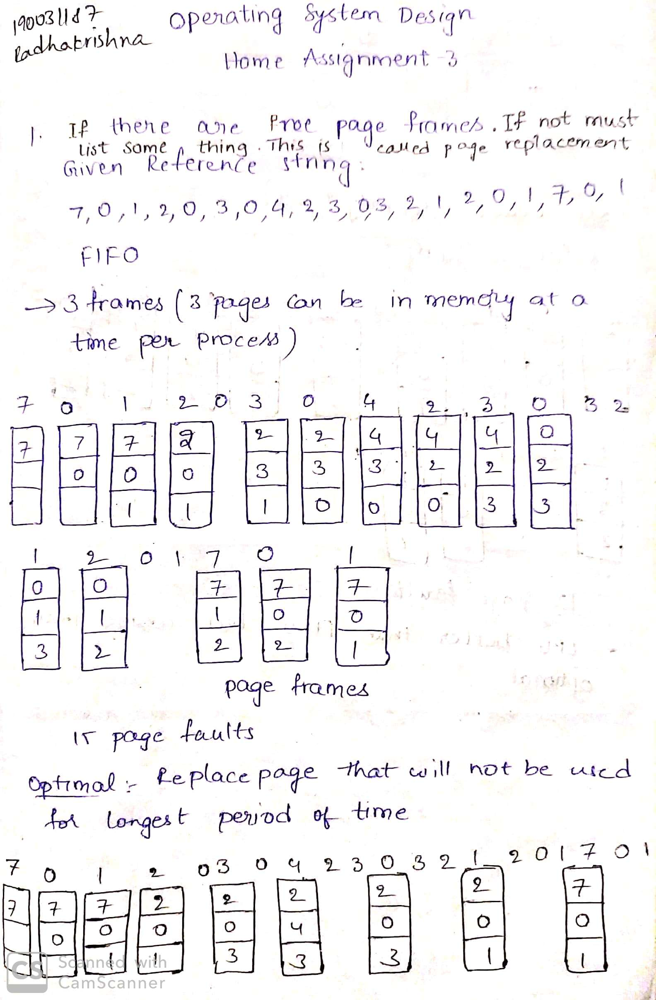 190031187
Radhakrishna
Operating System Design
Home Assignment-3
1. If there are free page frames. If not must
list some thing. This is called page replacement
Given Reference string:
7, 0, 1, 2, 0, 3, 0, 4, 2, 3, 0, 3, 2, 1, 2, 0, 1, 7, 0, 1
FIFO
→ 3 frames (3 pages can be in memory at a
time per process)
7 0 1 2 0 3 0 4 2 3 0 3 2
7 7 7 2 2 2 4 4 4 0
0 0 0 3 3 3 2 2 2
1 1 1 0 0 0 3 3
1 2 0 1 7 0 1
0 0 7 7 7
1 1 1 0 0
3 2 2 2 1
page frames
15 page faults
Optimal :- Replace page that will not be used
for longest period of time
7 0 1 2 0 3 0 4 2 3 0 3 2 1 2 0 1 7 0 1
7 7 7 2 2 2 2 2 7
0 0 0 0 4 0 0 0
1 1 3 3 3 1 1
CS Scanned with
CamScanner